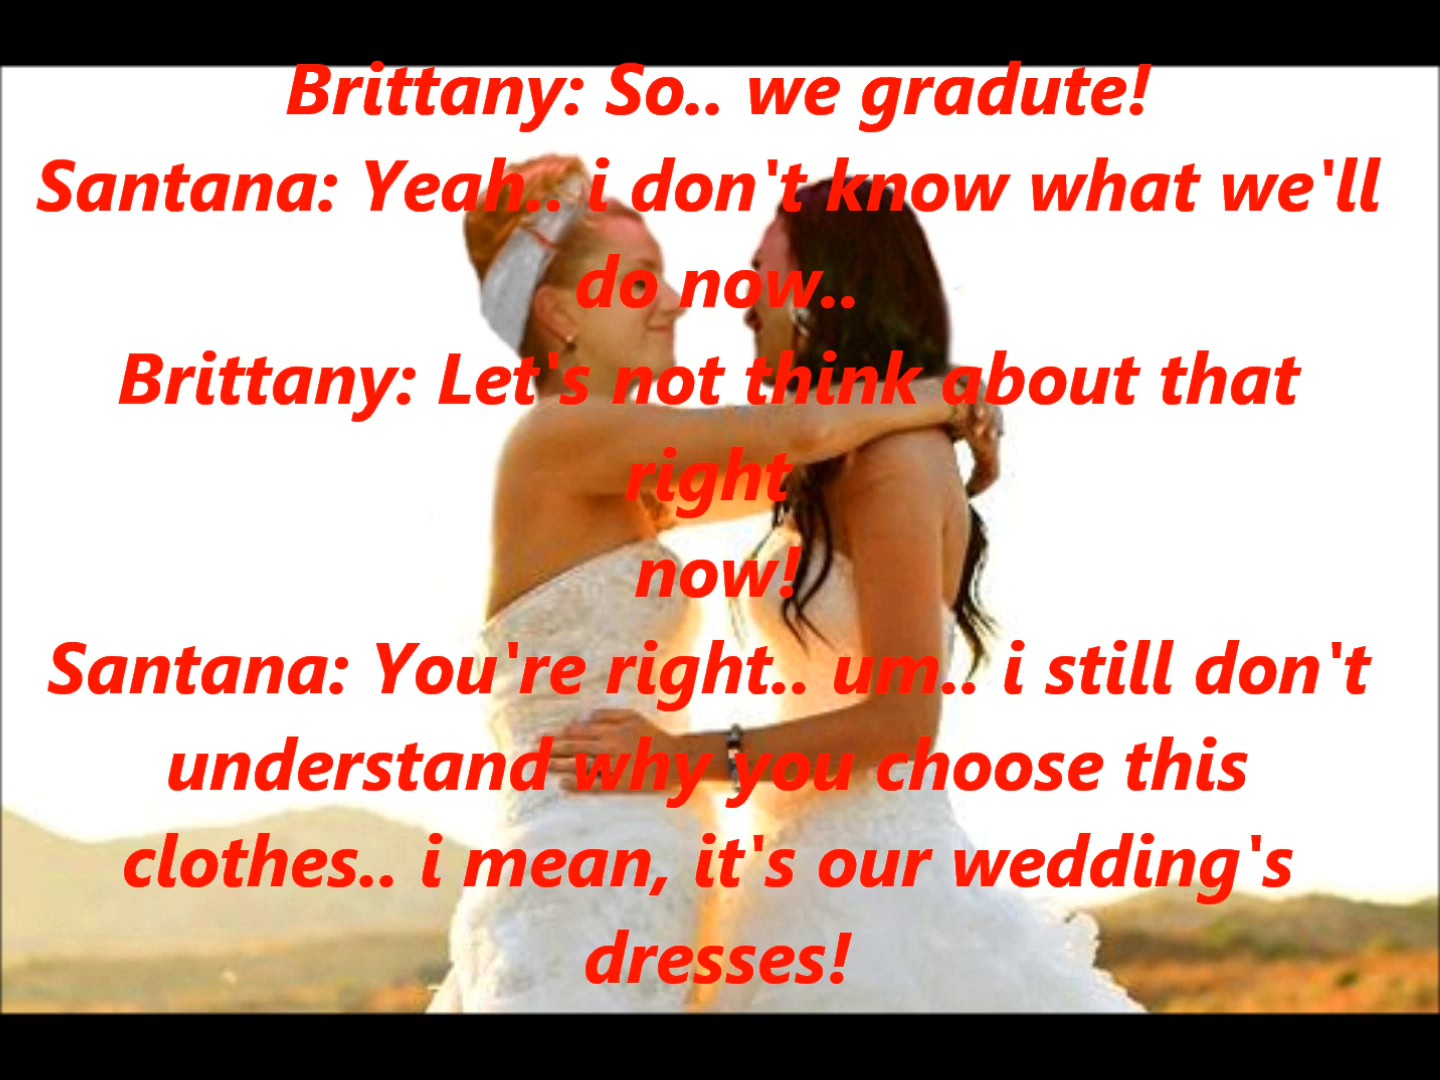 Brittany: So.. we gradute!
Santana: Yeah.. i don't know what we'll
do now..
Brittany: Let's not think about that
right
now!
Santana: You're right.. um.. i still don't
understand why you choose this
clothes.. i mean, it's our wedding's
dresses!